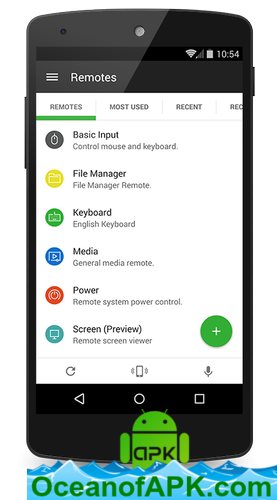 10:54
Remotes
REMOTES MOST USED RECENT REC
Basic Input
Control mouse and keyboard.
File Manager
File Manager Remote.
Keyboard
English Keyboard
Media
General media remote.
Power
Remote system power control.
Screen (Preview)
Remote screen viewer
apk
OceanofAPK.com